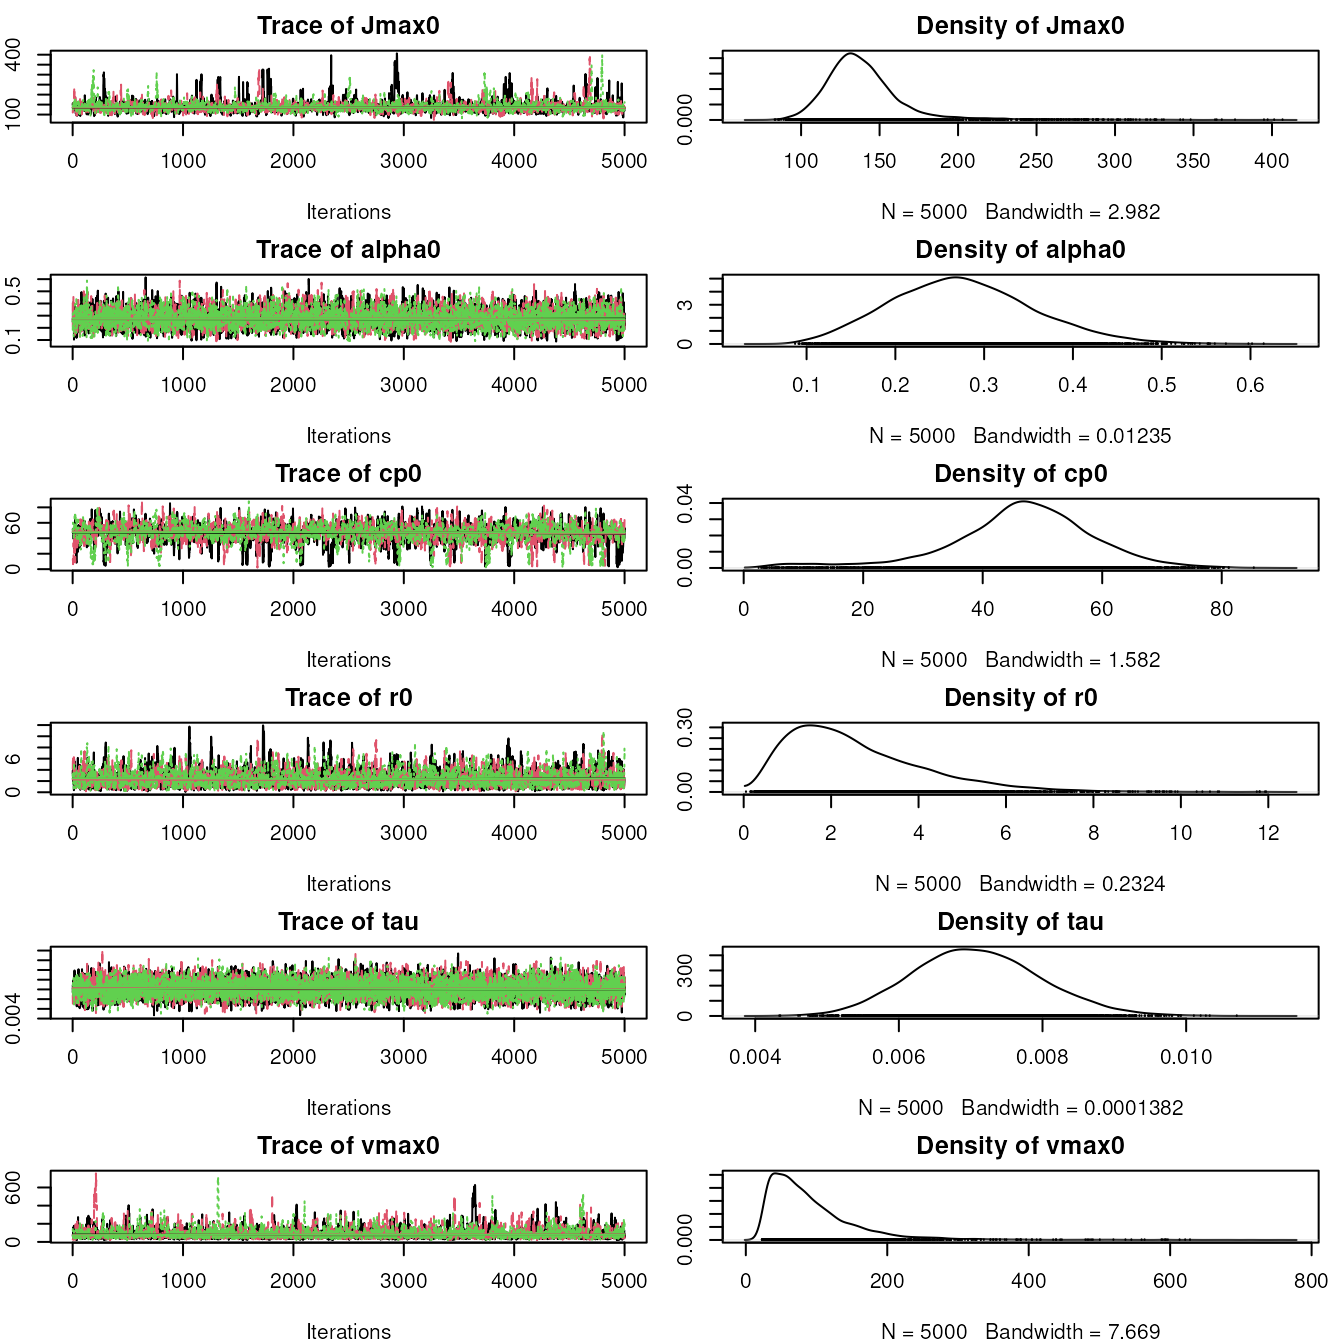 Trace of Jmax0
Density of Jmax0
100 400
0 1000 2000 3000 4000 5000
Iterations
0.000
100 150 200 250 300 350 400
N = 5000 Bandwidth = 2.982
Trace of alpha0
Density of alpha0
0.1 0.5
0 1000 2000 3000 4000 5000
Iterations
0 3
0.1 0.2 0.3 0.4 0.5 0.6
N = 5000 Bandwidth = 0.01235
Trace of cp0
Density of cp0
0 60
0 1000 2000 3000 4000 5000
Iterations
0.00 0.04
0 20 40 60 80
N = 5000 Bandwidth = 1.582
Trace of r0
Density of r0
0 6
0 1000 2000 3000 4000 5000
Iterations
0.00 0.30
0 2 4 6 8 10 12
N = 5000 Bandwidth = 0.2324
Trace of tau
Density of tau
0.004
0 1000 2000 3000 4000 5000
Iterations
0 300
0.004 0.006 0.008 0.010
N = 5000 Bandwidth = 0.0001382
Trace of vmax0
Density of vmax0
0 600
0 1000 2000 3000 4000 5000
Iterations
0.000
0 200 400 600 800
N = 5000 Bandwidth = 7.669